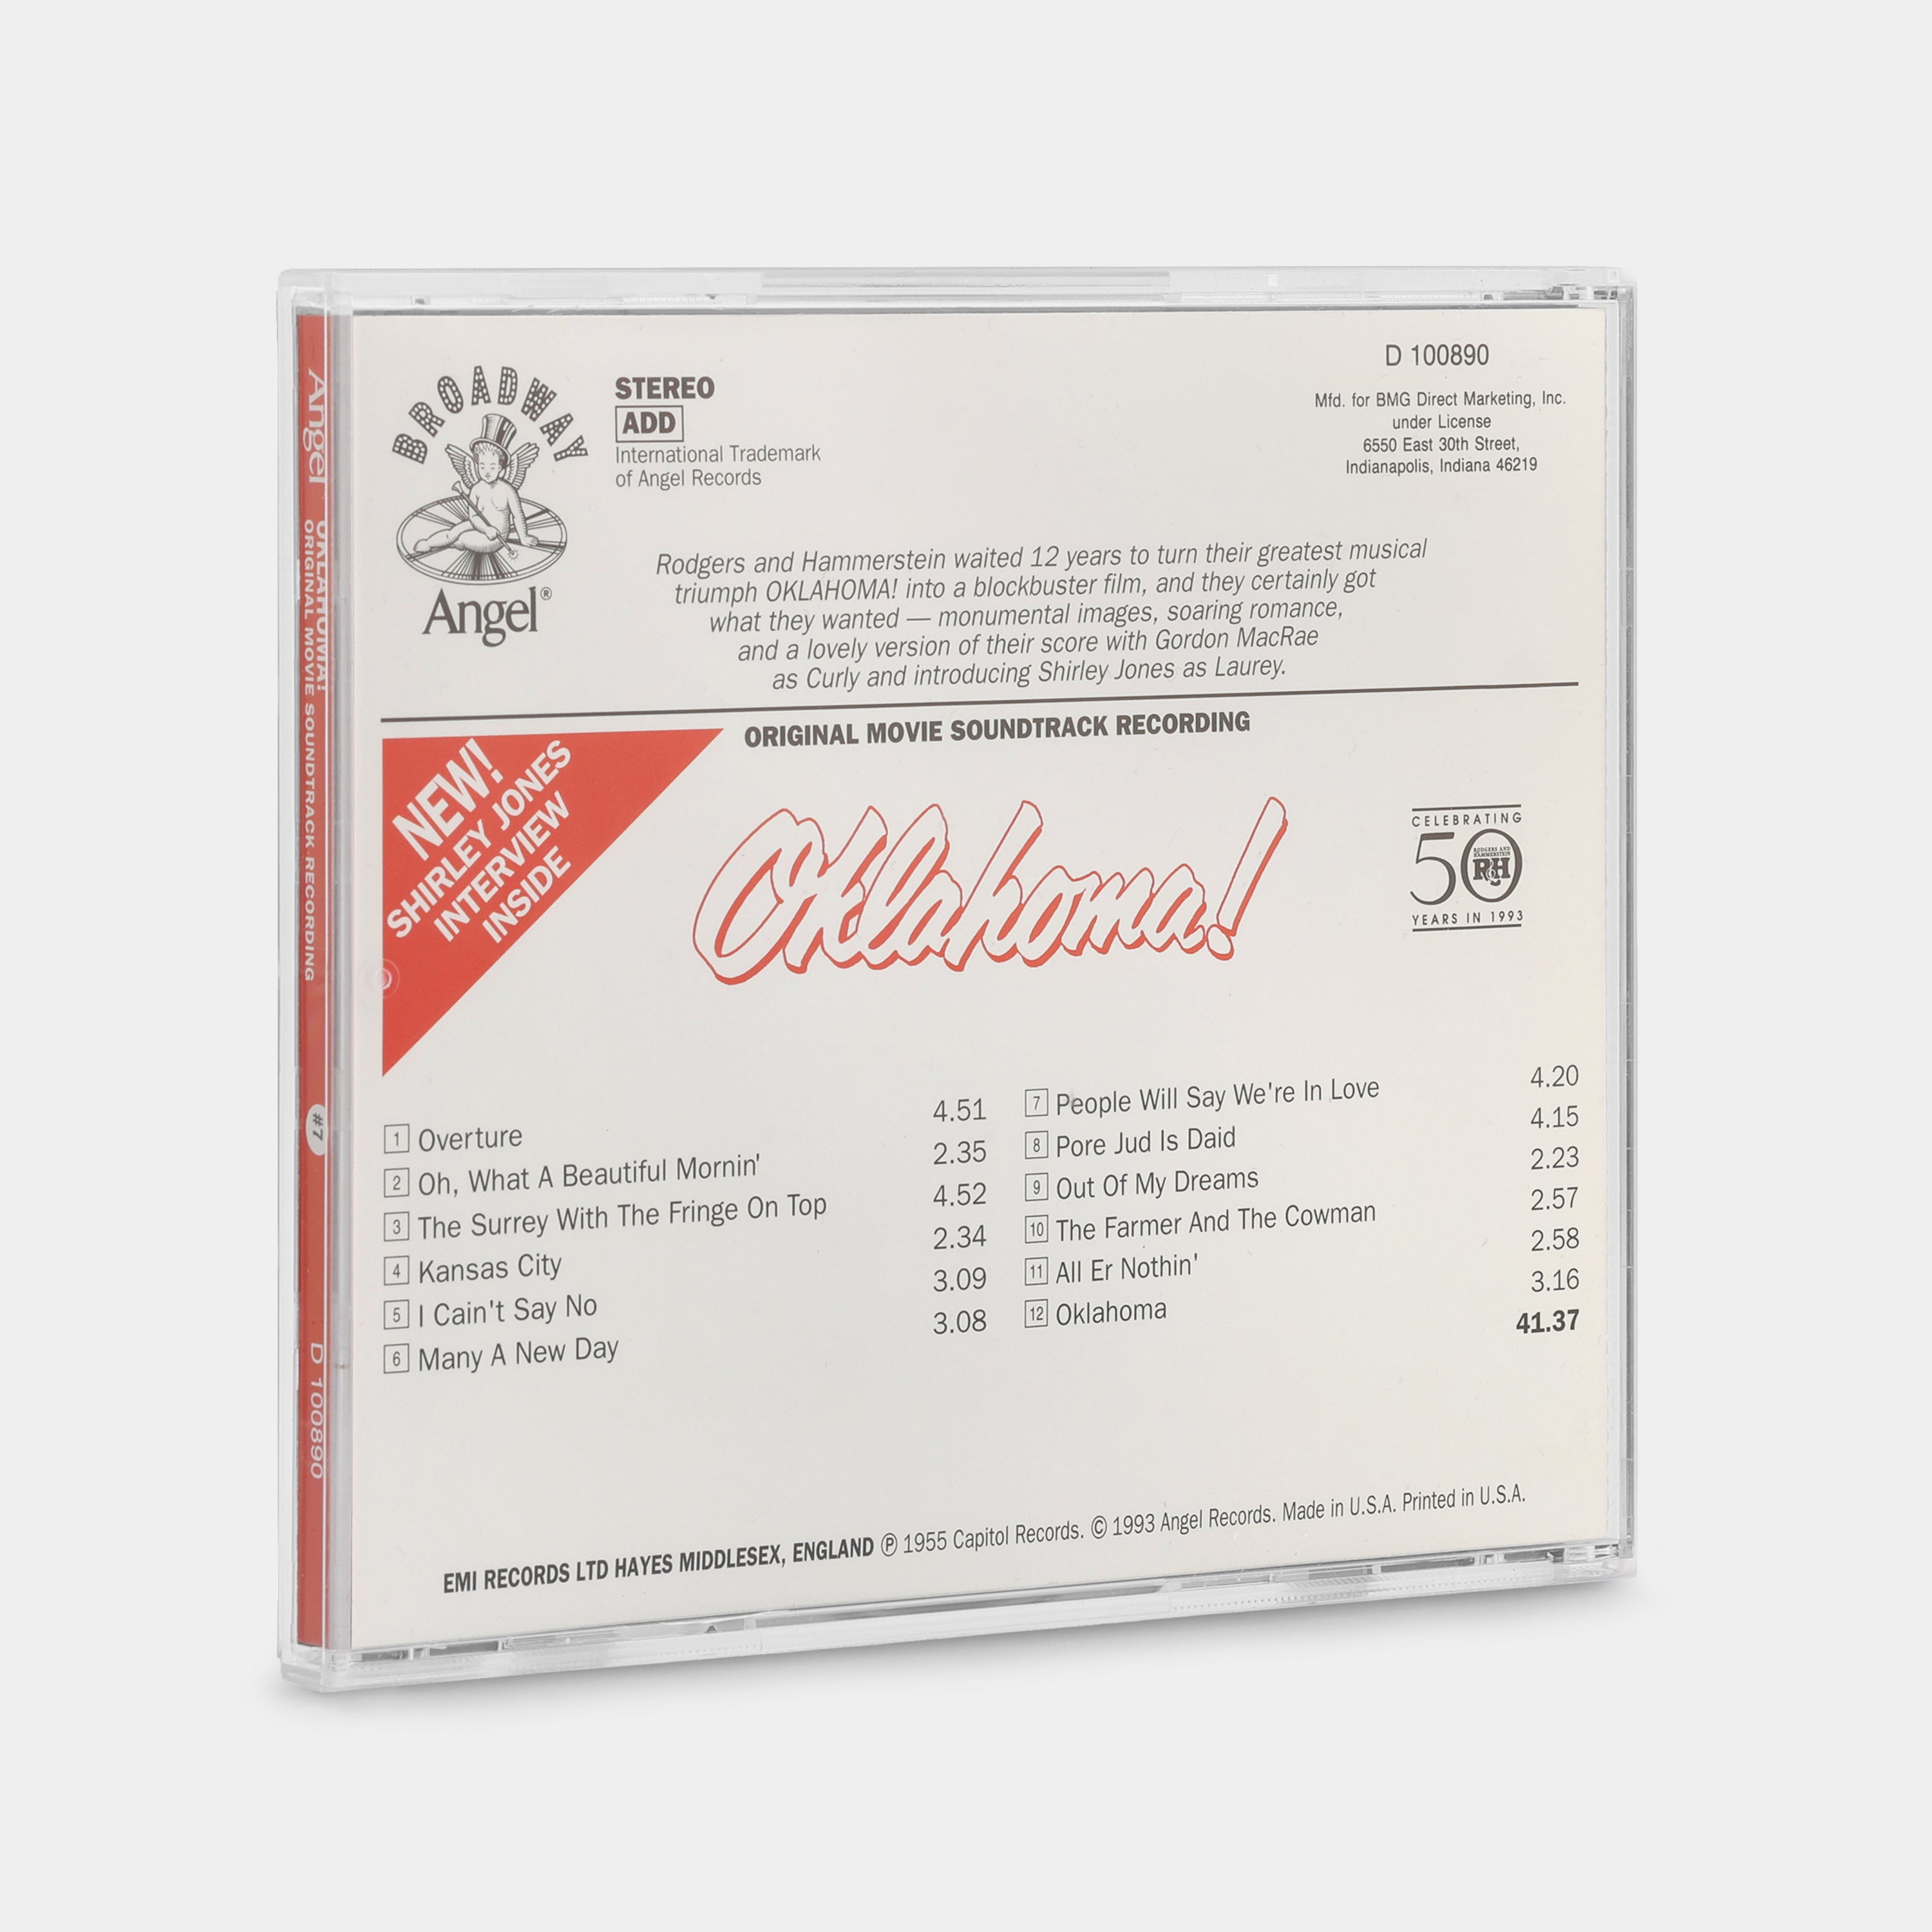 BROADWAY
Angel®
STEREO
ADD
International Trademark
of Angel Records
D 100890
Mfd. for BMG Direct Marketing, Inc.
under License
6550 East 30th Street,
Indianapolis, Indiana 46219
Rodgers and Hammerstein waited 12 years to turn their greatest musical
triumph OKLAHOMA! into a blockbuster film, and they certainly got
what they wanted — monumental images, soaring romance,
and a lovely version of their score with Gordon MacRae
as Curly and introducing Shirley Jones as Laurey.
ORIGINAL MOVIE SOUNDTRACK RECORDING
NEW!
SHIRLEY JONES
INTERVIEW
INSIDE
Oklahoma!
CELEBRATING
50
RODGERS AND
HAMMERSTEIN
R&H
YEARS IN 1993
1 Overture 4.51
2 Oh, What A Beautiful Mornin' 2.35
3 The Surrey With The Fringe On Top 4.52
4 Kansas City 2.34
5 I Cain't Say No 3.09
6 Many A New Day 3.08
7 People Will Say We're In Love 4.20
8 Pore Jud Is Daid 4.15
9 Out Of My Dreams 2.23
10 The Farmer And The Cowman 2.57
11 All Er Nothin' 2.58
12 Oklahoma 3.16
41.37
EMI RECORDS LTD HAYES MIDDLESEX, ENGLAND ℗ 1955 Capitol Records. © 1993 Angel Records. Made in U.S.A. Printed in U.S.A.
Angel
OKLAHOMA!
ORIGINAL MOVIE SOUNDTRACK RECORDING
#7
D 100890